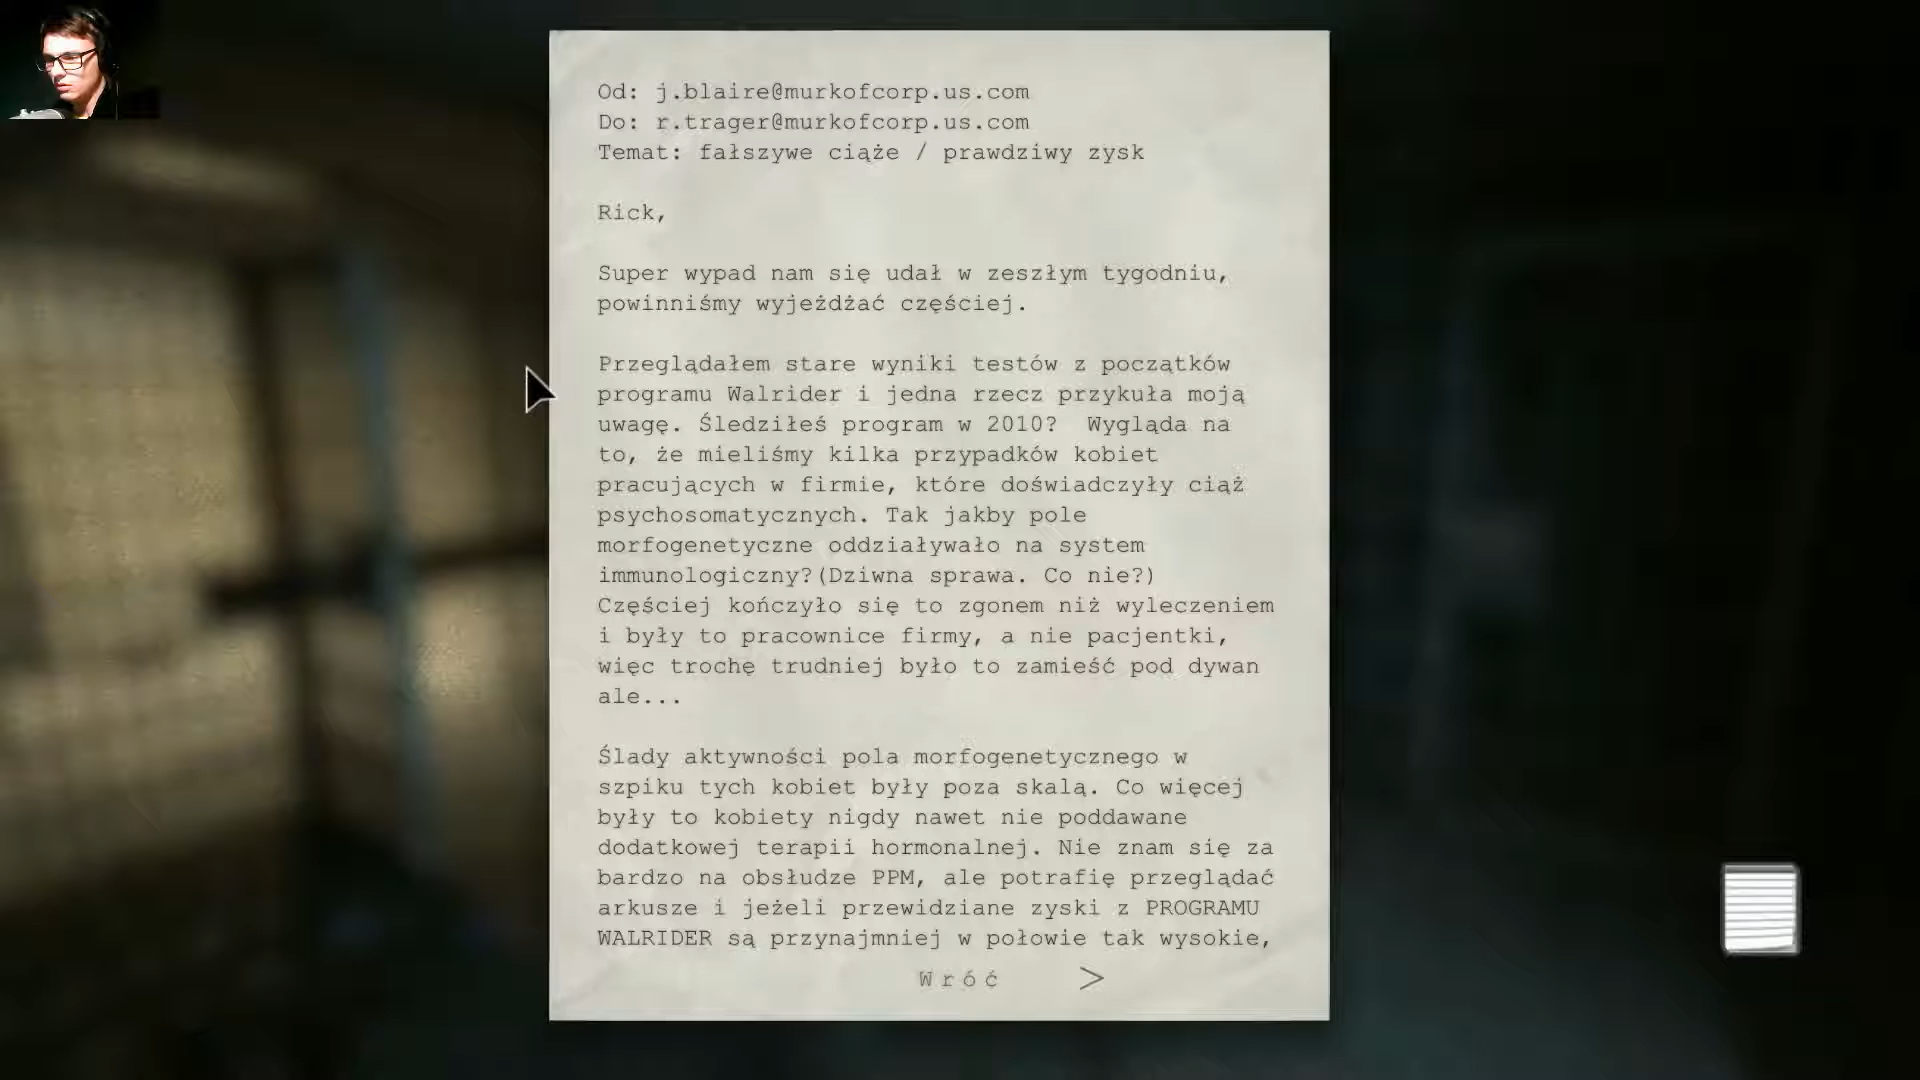 Od: j.blaire@murkofcorp.us.com
Do: r.trager@murkofcorp.us.com
Temat: fałszywe ciąże / prawdziwy zysk
Rick,
Super wypad nam się udał w zeszłym tygodniu,
powinniśmy wyjeżdżać częściej.
Przeglądałem stare wyniki testów z początków
programu Walrider i jedna rzecz przykuła moją
uwagę. Śledziłeś program w 2010?  Wygląda na
to, że mieliśmy kilka przypadków kobiet
pracujących w firmie, które doświadczyły ciąż
psychosomatycznych. Tak jakby pole
morfogenetyczne oddziaływało na system
immunologiczny?(Dziwna sprawa. Co nie?)
Częściej kończyło się to zgonem niż wyleczeniem
i były to pracownice firmy, a nie pacjentki,
więc trochę trudniej było to zamieść pod dywan
ale...
Ślady aktywności pola morfogenetycznego w
szpiku tych kobiet były poza skalą. Co więcej
były to kobiety nigdy nawet nie poddawane
dodatkowej terapii hormonalnej. Nie znam się za
bardzo na obsłudze PPM, ale potrafię przeglądać
arkusze i jeżeli przewidziane zyski z PROGRAMU
WALRIDER są przynajmniej w połowie tak wysokie,
Wróć >